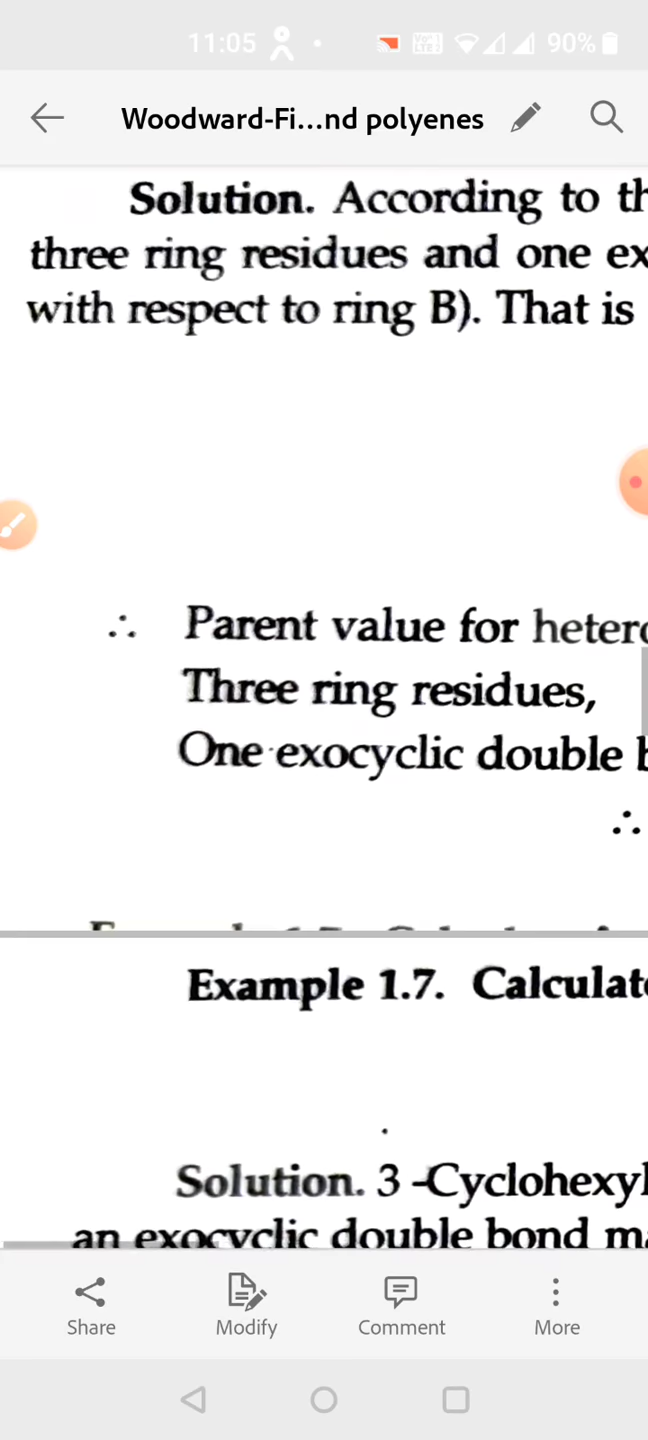 11:05 90%
Woodward-Fi...nd polyenes
Solution. According to th
three ring residues and one ex
with respect to ring B). That is
∴ Parent value for hetero
Three ring residues,
One exocyclic double b
∴
Example 1.7. Calculate
Solution. 3 -Cyclohexyl
an exocyclic double bond ma
Share Modify Comment More